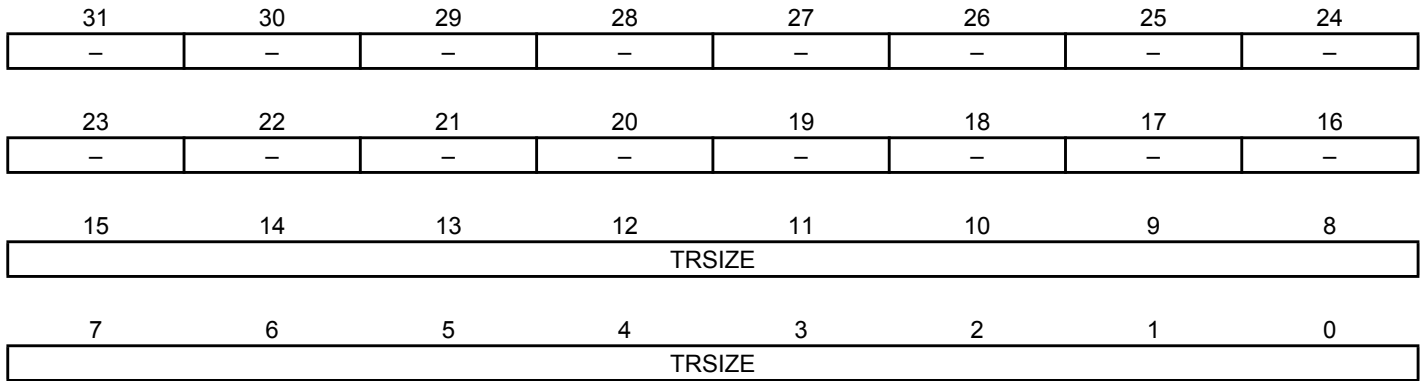 31 30 29 28 27 26 25 24
– – – – – – – –
23 22 21 20 19 18 17 16
– – – – – – – –
15 14 13 12 11 10 9 8
TRSIZE
7 6 5 4 3 2 1 0
TRSIZE